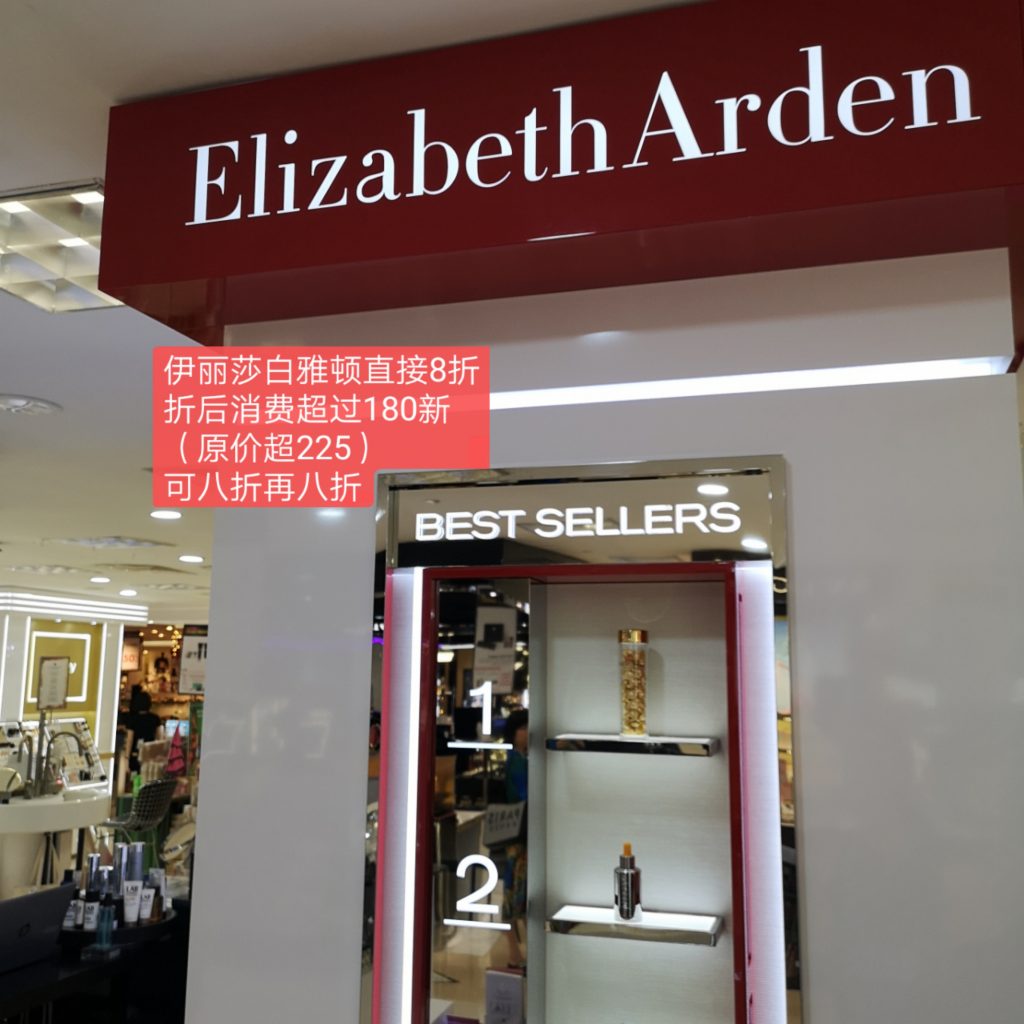 Elizabeth Arden
伊丽莎白雅顿直接8折
折后消费超过180新
（原价超225）
可八折再八折
BEST SELLERS
1
2
PARIS
LAB